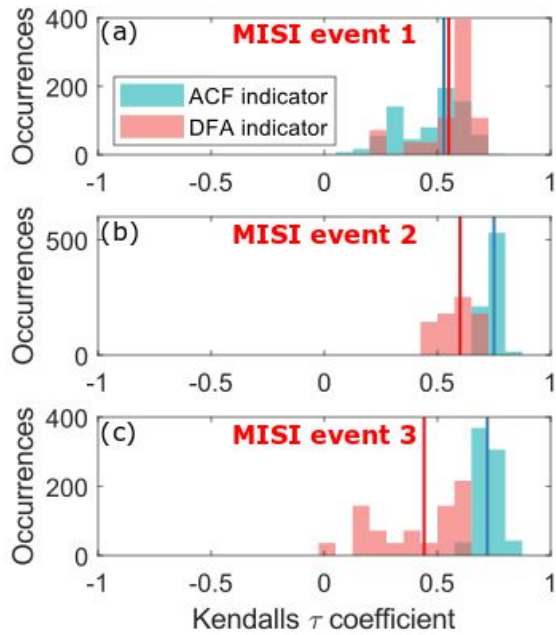 (a) MISI event 1
Occurrences
400
200
0
ACF indicator
DFA indicator
-1 -0.5 0 0.5 1
(b) MISI event 2
Occurrences
500
0
-1 -0.5 0 0.5 1
(c) MISI event 3
Occurrences
400
200
0
-1 -0.5 0 0.5 1
Kendalls τ coefficient